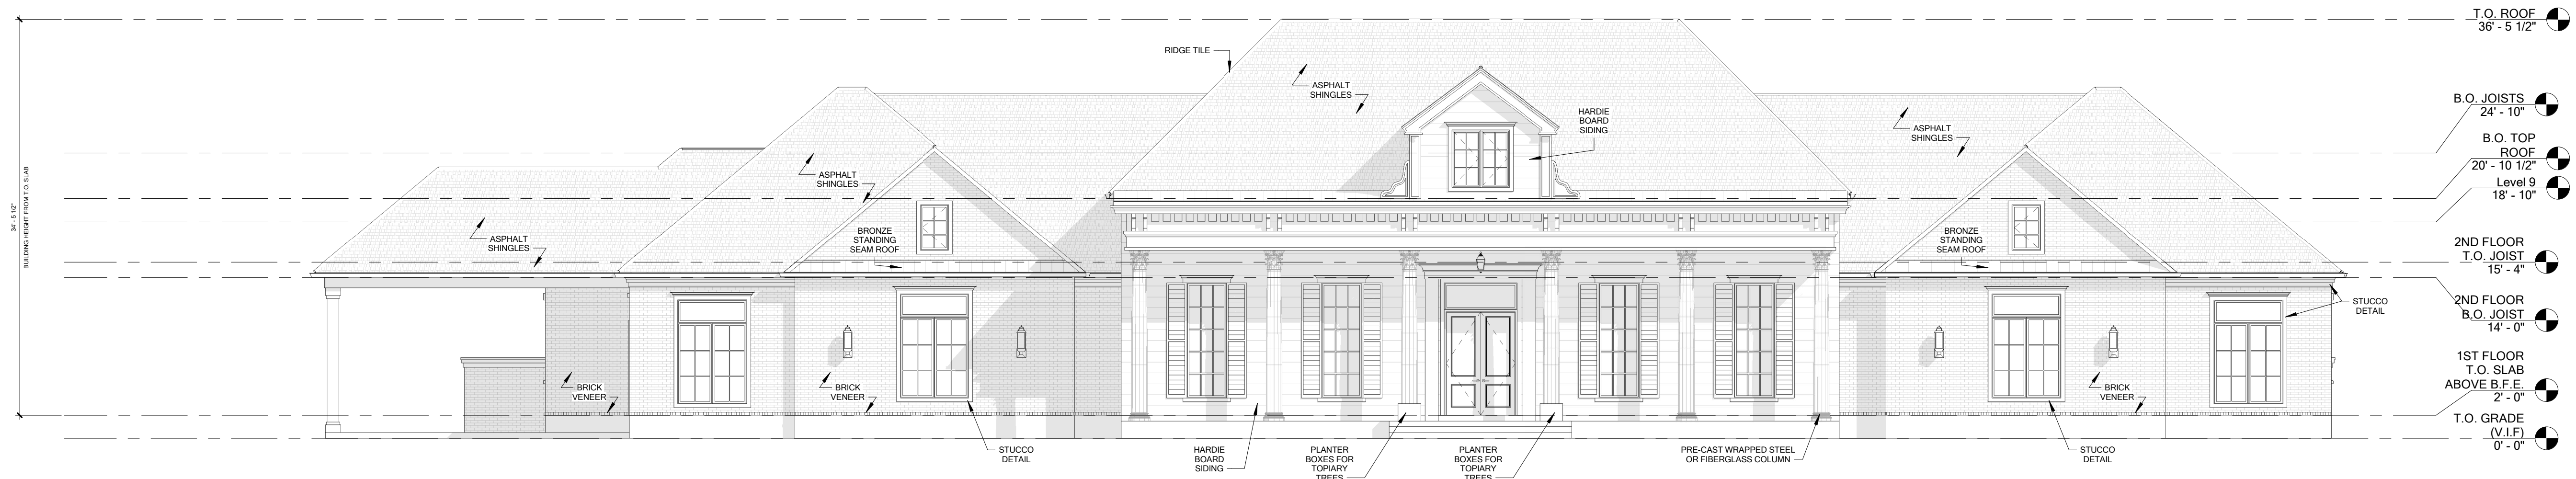 T.O. ROOF
36' - 5 1/2"
RIDGE TILE
ASPHALT
SHINGLES
HARDIE
BOARD
SIDING
B.O. JOISTS
24' - 10"
ASPHALT
SHINGLES
B.O. TOP
ROOF
20' - 10 1/2"
ASPHALT
SHINGLES
Level 9
18' - 10"
34' - 5 1/2"
BUILDING HEIGHT FROM T.O. SLAB
ASPHALT
SHINGLES
BRONZE
STANDING
SEAM ROOF
BRONZE
STANDING
SEAM ROOF
2ND FLOOR
T.O. JOIST
15' - 4"
STUCCO
DETAIL
2ND FLOOR
B.O. JOIST
14' - 0"
BRICK
VENEER
BRICK
VENEER
BRICK
VENEER
1ST FLOOR
T.O. SLAB
ABOVE B.F.E.
2' - 0"
T.O. GRADE
(V.I.F)
0' - 0"
STUCCO
DETAIL
HARDIE
BOARD
SIDING
PLANTER
BOXES FOR
TOPIARY
TREES
PLANTER
BOXES FOR
TOPIARY
TREES
PRE-CAST WRAPPED STEEL
OR FIBERGLASS COLUMN
STUCCO
DETAIL